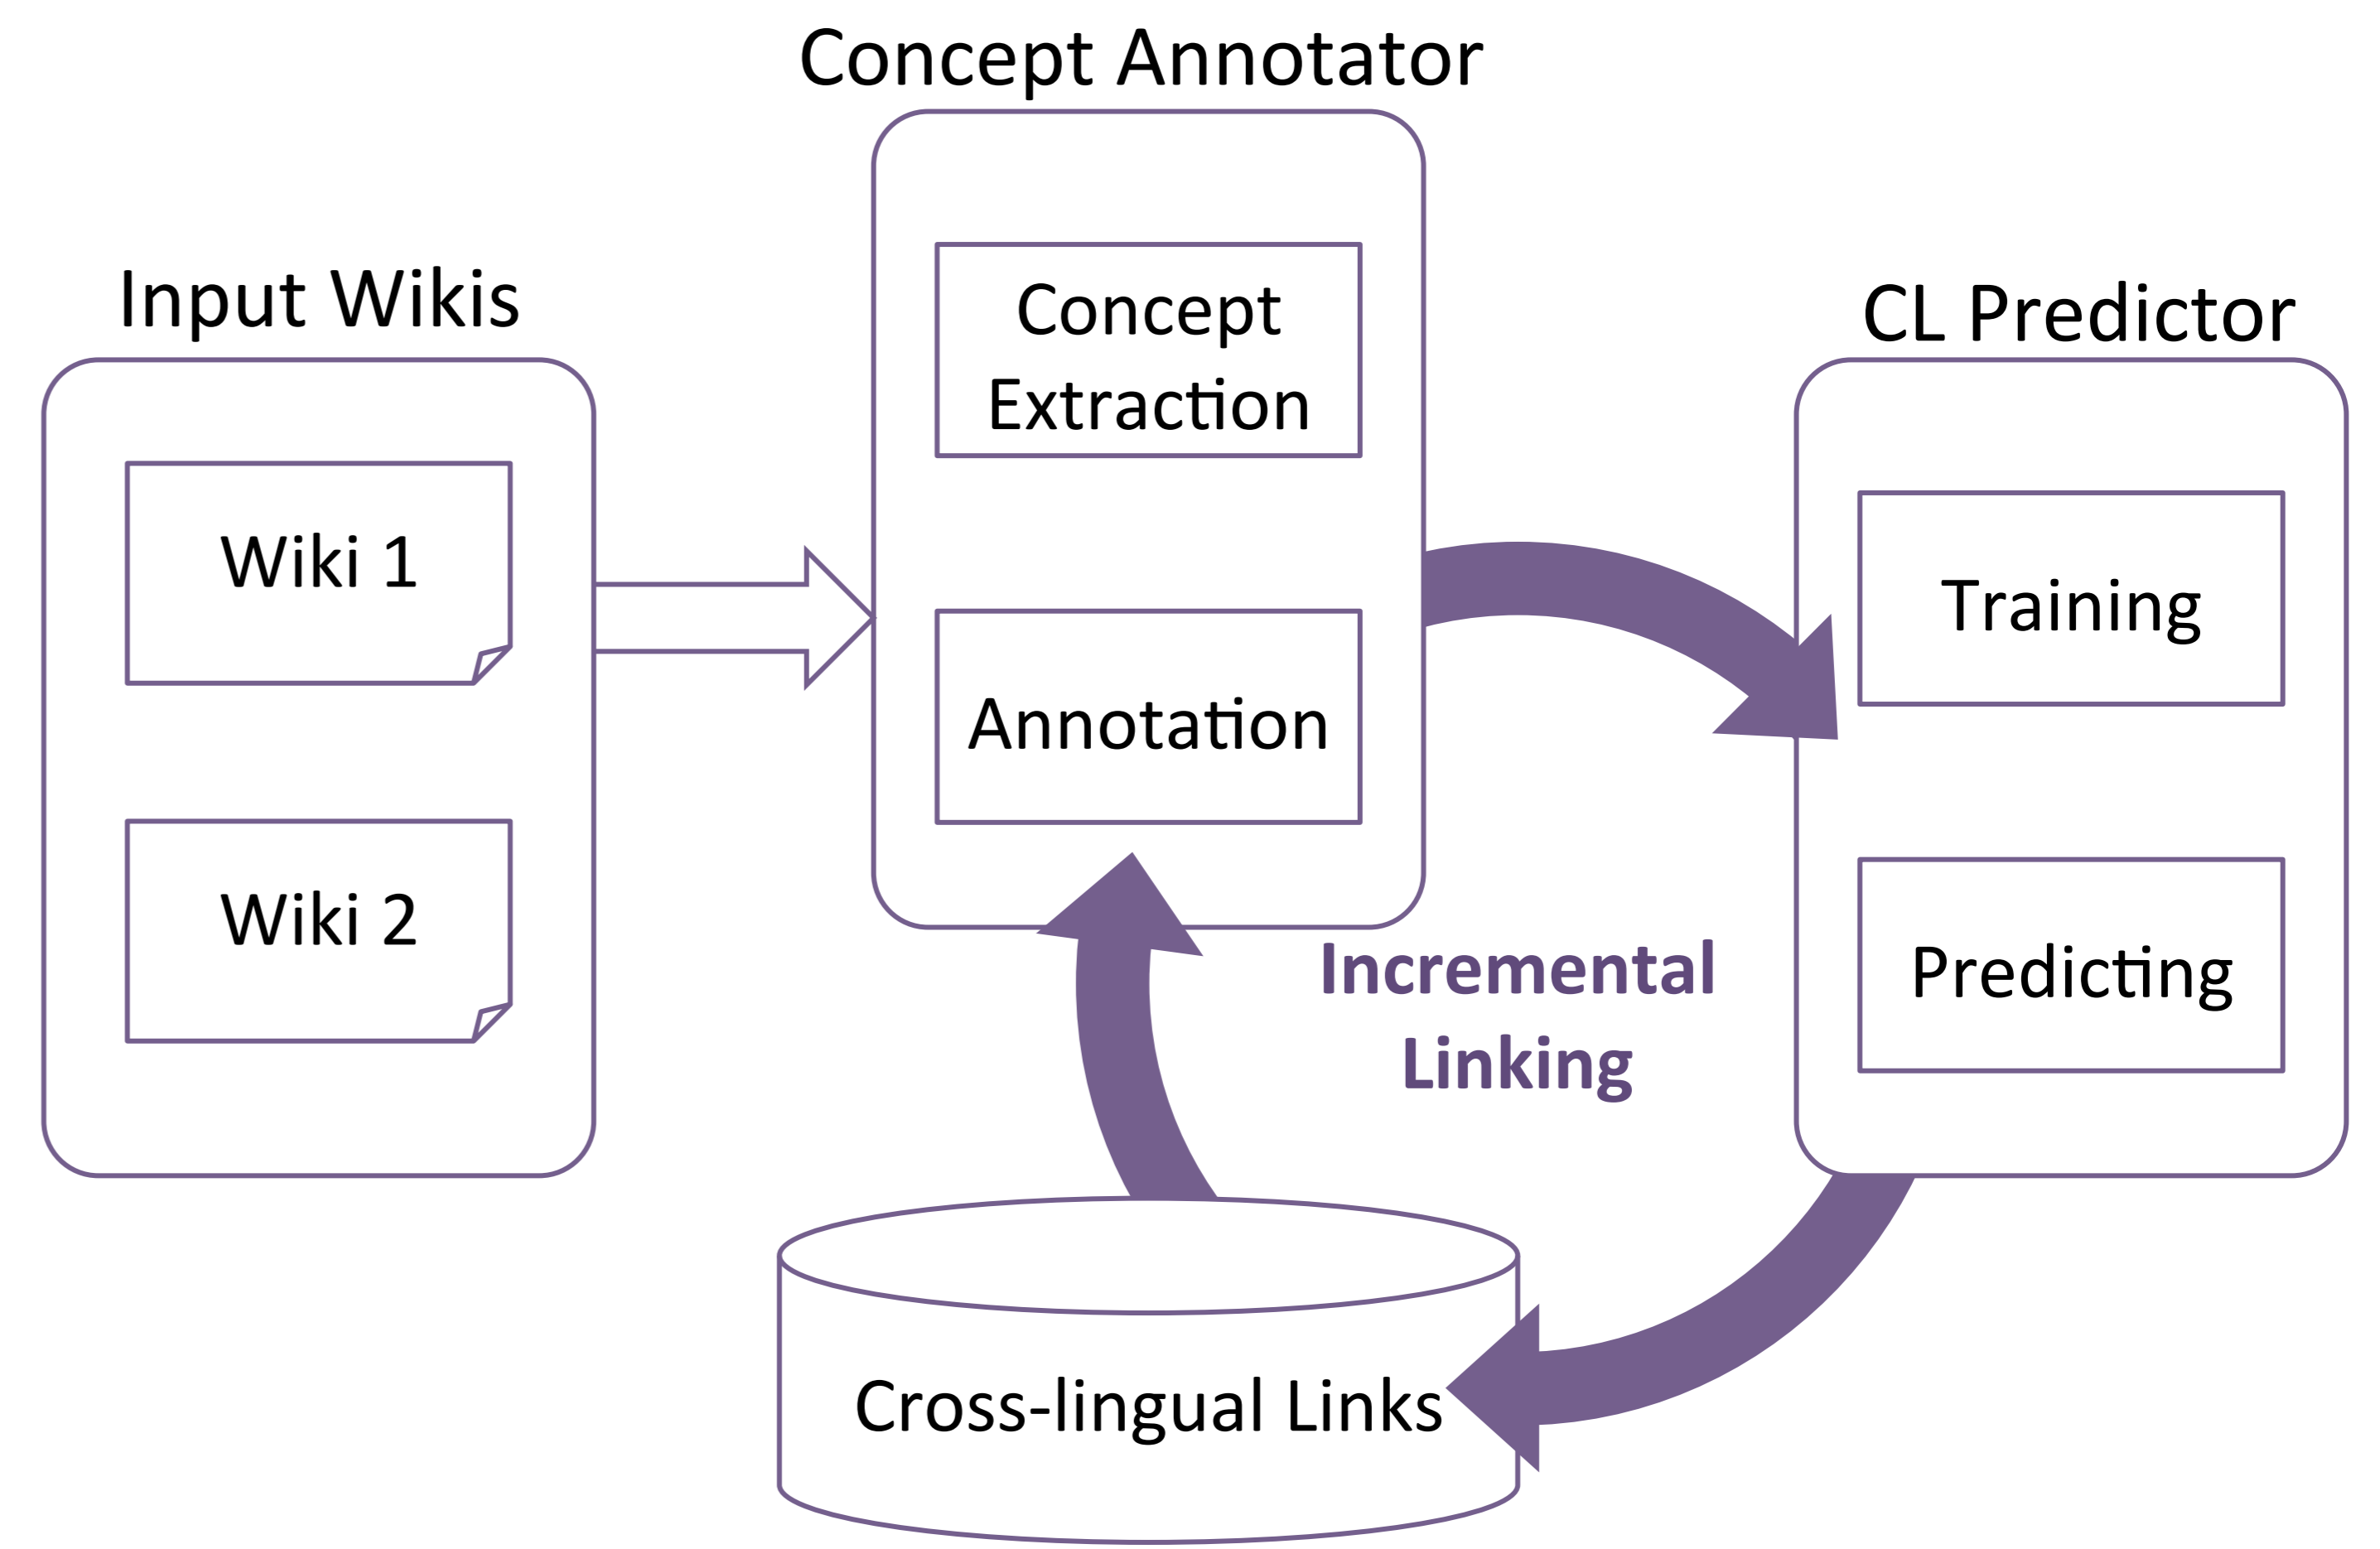 Concept Annotator
Input Wikis
Wiki 1
Wiki 2
Concept
Extraction
Annotation
CL Predictor
Training
Predicting
Incremental
Linking
Cross-lingual Links